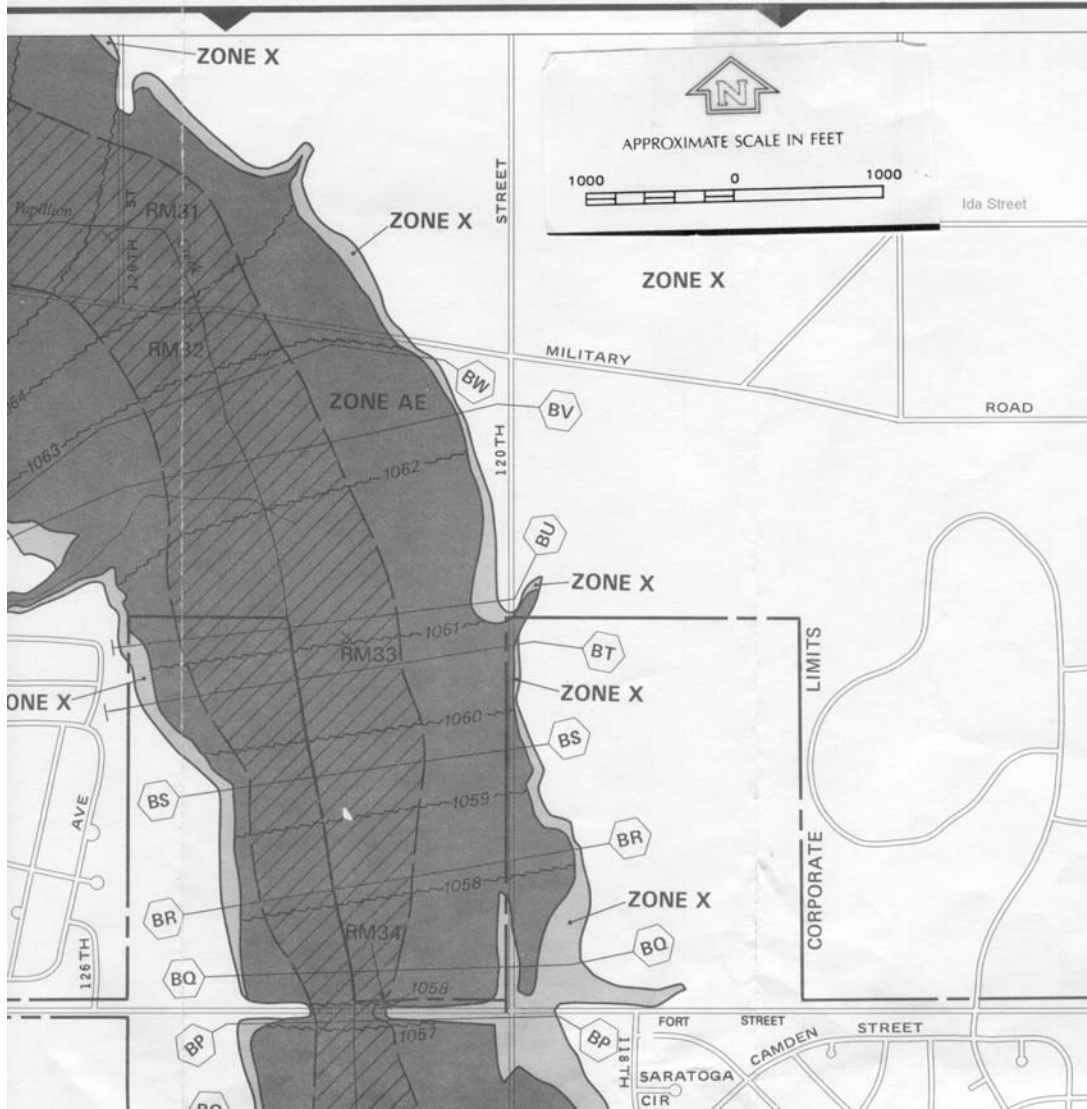 ZONE X
N
APPROXIMATE SCALE IN FEET
1000 0 1000
STREET
Ida Street
RM31
ST
Papillion
ZONE X
ZONE X
RM32
MILITARY
BW
ZONE AE
BV
ROAD
1063
1062
120TH
BU
ZONE X
1061
RM33
BT
LIMITS
ZONE X
ONE X
1060
BS
BS
AVE
1059
BR
1058
ZONE X
CORPORATE
BR
RM34
BQ
126TH
BQ
1058
FORT STREET
STREET
CAMDEN
BP
1057
BP
118TH
SARATOGA
CIR